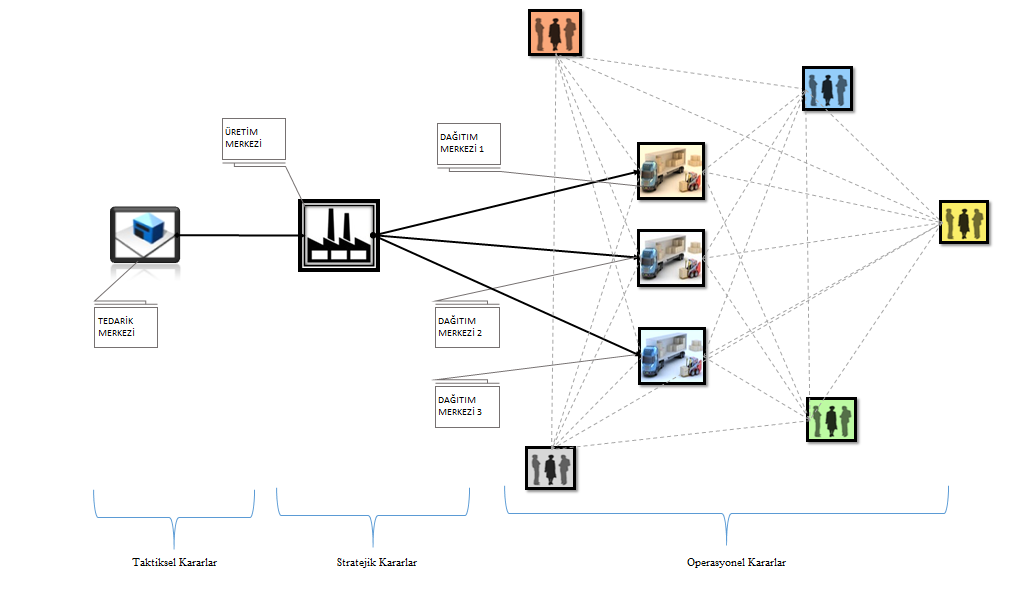 ÜRETİM
MERKEZİ
DAĞITIM
MERKEZİ 1
TEDARİK
MERKEZİ
DAĞITIM
MERKEZİ 2
DAĞITIM
MERKEZİ 3
Taktiksel Kararlar
Stratejik Kararlar
Operasyonel Kararlar